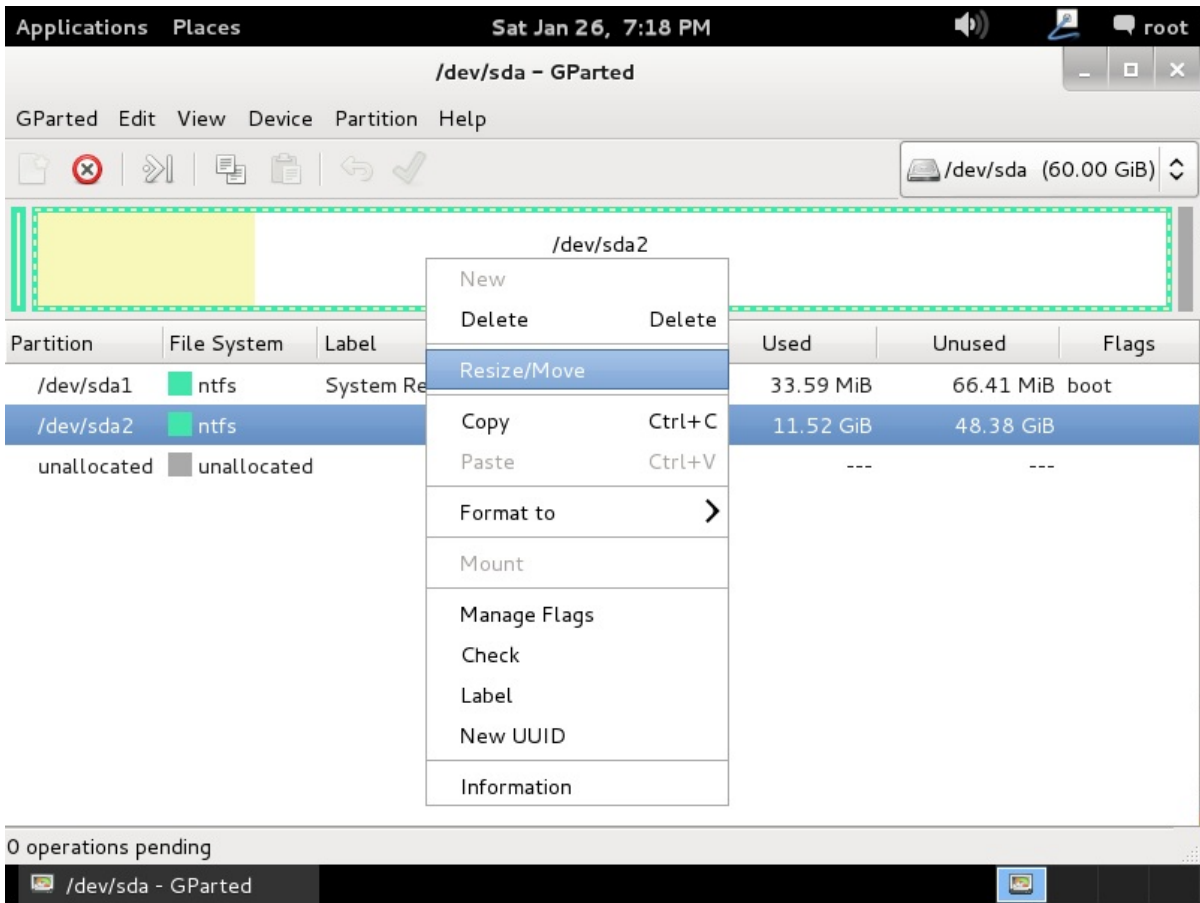 Applications Places Sat Jan 26, 7:18 PM root
/dev/sda – GParted
GParted Edit View Device Partition Help
/dev/sda (60.00 GiB)
/dev/sda2
Partition File System Label Used Unused Flags
/dev/sda1 ntfs System Re 33.59 MiB 66.41 MiB boot
/dev/sda2 ntfs 11.52 GiB 48.38 GiB
unallocated unallocated --- ---
New
Delete Delete
Resize/Move
Copy Ctrl+C
Paste Ctrl+V
Format to
Mount
Manage Flags
Check
Label
New UUID
Information
0 operations pending
/dev/sda - GParted